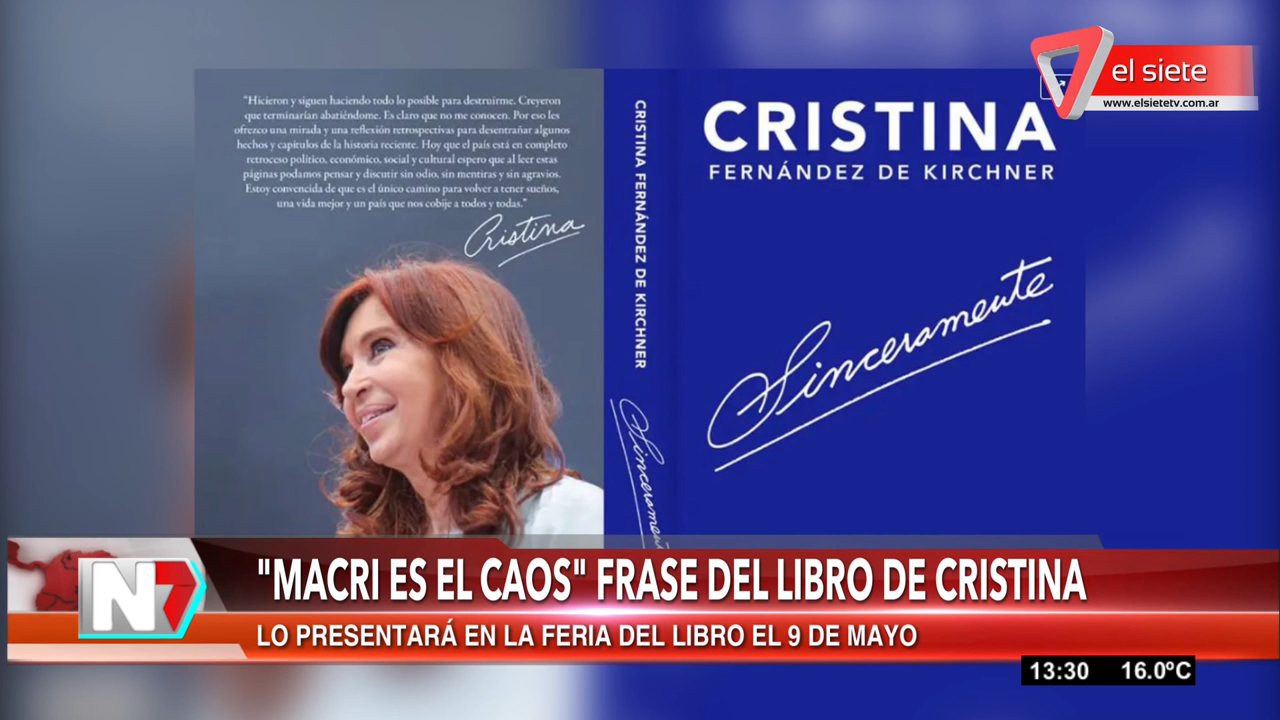 "Hicieron y siguen haciendo todo lo posible para destruirme. Creyeron
que terminarían abatiéndome. Es claro que no me conocen. Por eso les
ofrezco una mirada y una reflexión retrospectivas para desentrañar algunos
hechos y capítulos de la historia reciente. Hoy que el país está en completo
retroceso político, económico, social y cultural espero que al leer estas
páginas podamos pensar y discutir sin odio, sin mentiras y sin agravios.
Estoy convencida de que es el único camino para volver a tener sueños,
una vida mejor y un país que nos cobije a todos y todas."
Cristina
CRISTINA FERNÁNDEZ DE KIRCHNER
Sinceramente
CRISTINA
FERNÁNDEZ DE KIRCHNER
Sinceramente
7 el siete
www.elsietetv.com.ar
N7
"MACRI ES EL CAOS" FRASE DEL LIBRO DE CRISTINA
LO PRESENTARÁ EN LA FERIA DEL LIBRO EL 9 DE MAYO
13:30 16.0ºC